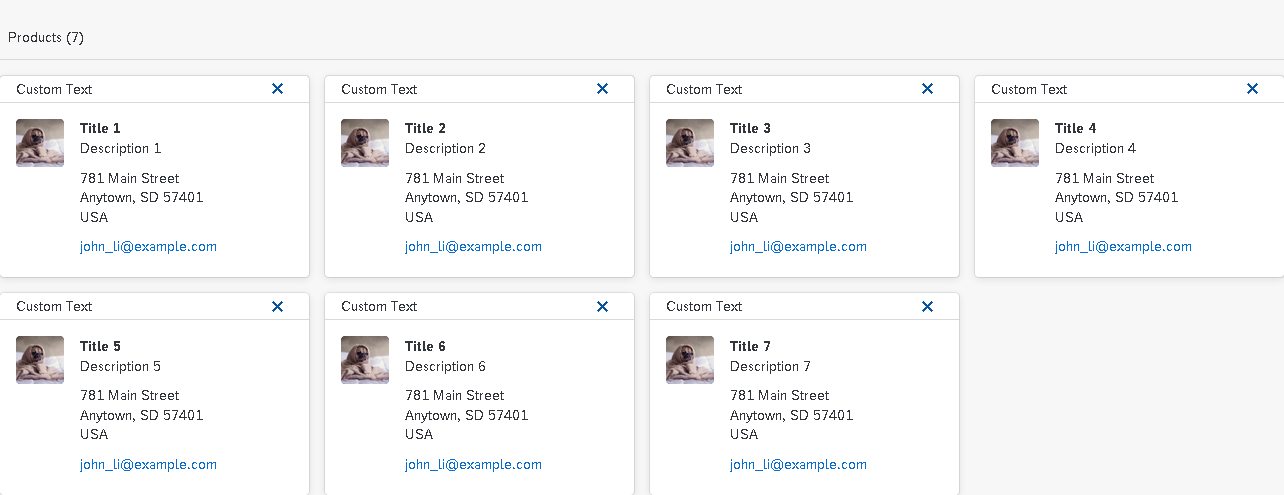 Products (7)
Custom Text
Title 1
Description 1
781 Main Street
Anytown, SD 57401
USA
john_li@example.com
Custom Text
Title 2
Description 2
781 Main Street
Anytown, SD 57401
USA
john_li@example.com
Custom Text
Title 3
Description 3
781 Main Street
Anytown, SD 57401
USA
john_li@example.com
Custom Text
Title 4
Description 4
781 Main Street
Anytown, SD 57401
USA
john_li@example.com
Custom Text
Title 5
Description 5
781 Main Street
Anytown, SD 57401
USA
john_li@example.com
Custom Text
Title 6
Description 6
781 Main Street
Anytown, SD 57401
USA
john_li@example.com
Custom Text
Title 7
Description 7
781 Main Street
Anytown, SD 57401
USA
john_li@example.com